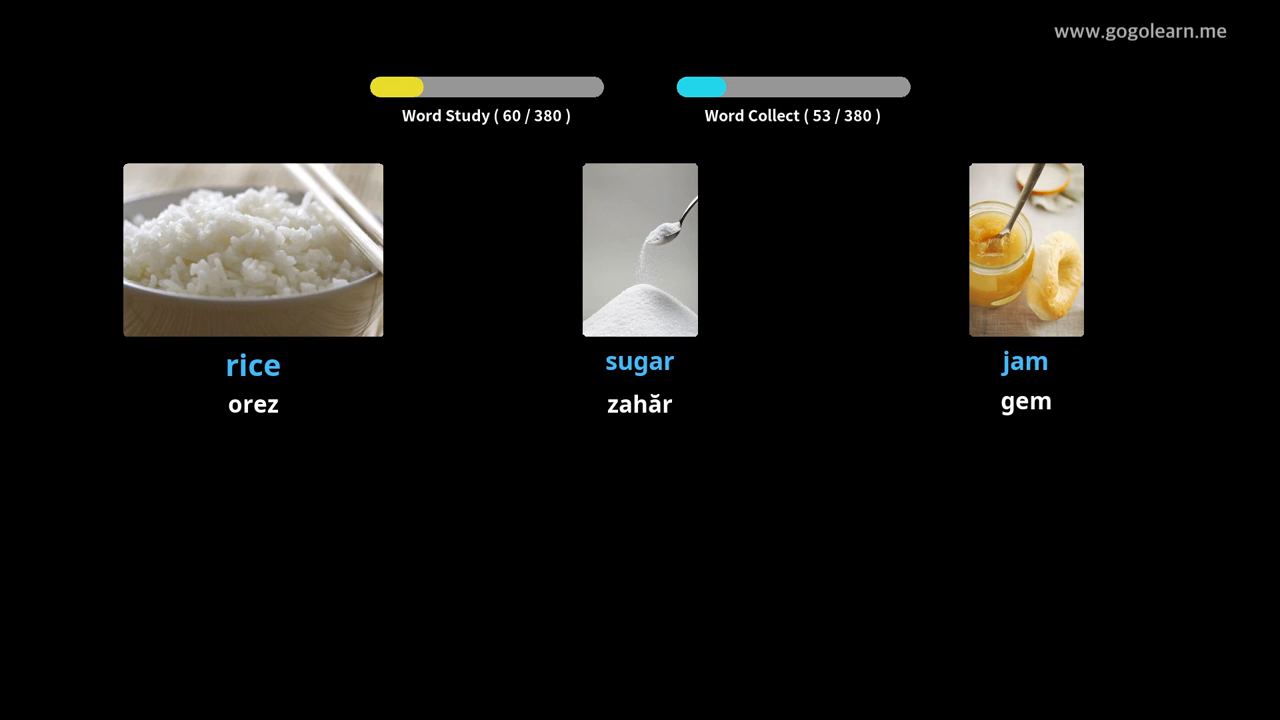 www.gogolearn.me
Word Study ( 60 / 380 )
Word Collect ( 53 / 380 )
rice
sugar
jam
orez
zahăr
gem